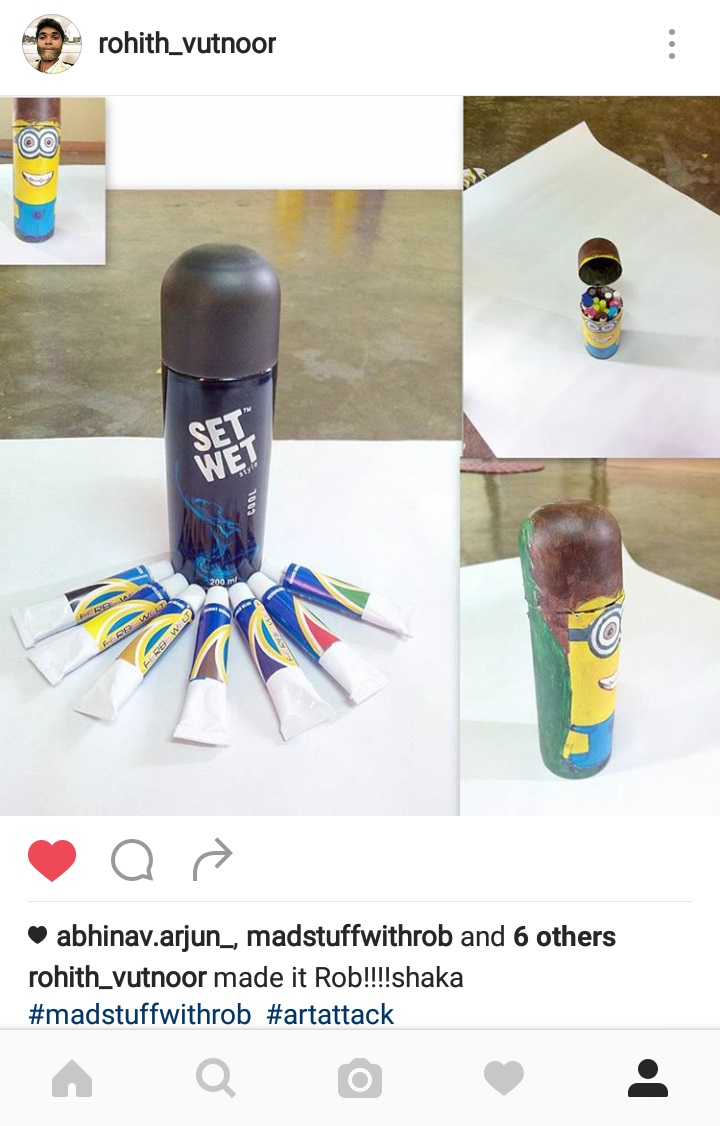 rohith_vutnoor
SET™
WET
style
COOL
200 ml
abhinav.arjun_, madstuffwithrob and 6 others
rohith_vutnoor made it Rob!!!!shaka
#madstuffwithrob #artattack